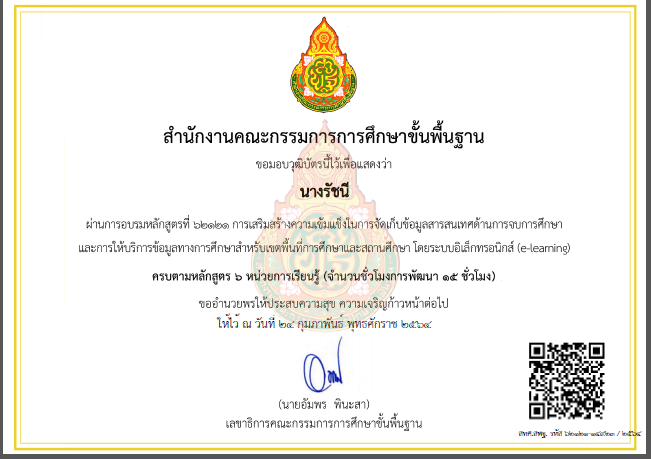 สำนักงานคณะกรรมการการศึกษาขั้นพื้นฐาน
ขอมอบวุฒิบัตรนี้ไว้เพื่อแสดงว่า
นางรัชนี
ผ่านการอบรมหลักสูตรที่ ๖๒๑๒๑ การเสริมสร้างความเข้มแข็งในการจัดเก็บข้อมูลสารสนเทศด้านการจบการศึกษา
และการให้บริการข้อมูลทางการศึกษาสำหรับเขตพื้นที่การศึกษาและสถานศึกษา โดยระบบอิเล็กทรอนิกส์ (e-learning)
ครบตามหลักสูตร ๖ หน่วยการเรียนรู้ (จำนวนชั่วโมงการพัฒนา ๑๕ ชั่วโมง)
ขออำนวยพรให้ประสบความสุข ความเจริญก้าวหน้าต่อไป
ให้ไว้ ณ วันที่ ๒๔ กุมภาพันธ์ พุทธศักราช ๒๕๖๔
(นายอัมพร พินะสา)
เลขาธิการคณะกรรมการการศึกษาขั้นพื้นฐาน
รหัส / ๒๕๖๔